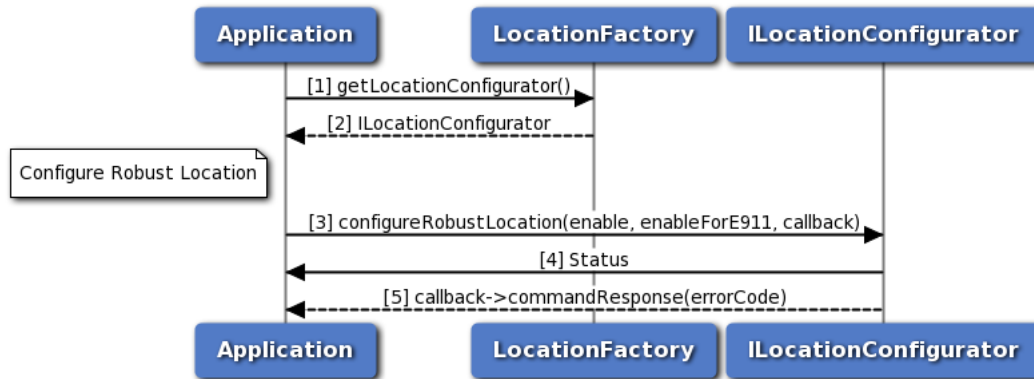 Application
LocationFactory
ILocationConfigurator
[1] getLocationConfigurator()
[2] ILocationConfigurator
Configure Robust Location
[3] configureRobustLocation(enable, enableForE911, callback)
[4] Status
[5] callback->commandResponse(errorCode)
Application
LocationFactory
ILocationConfigurator